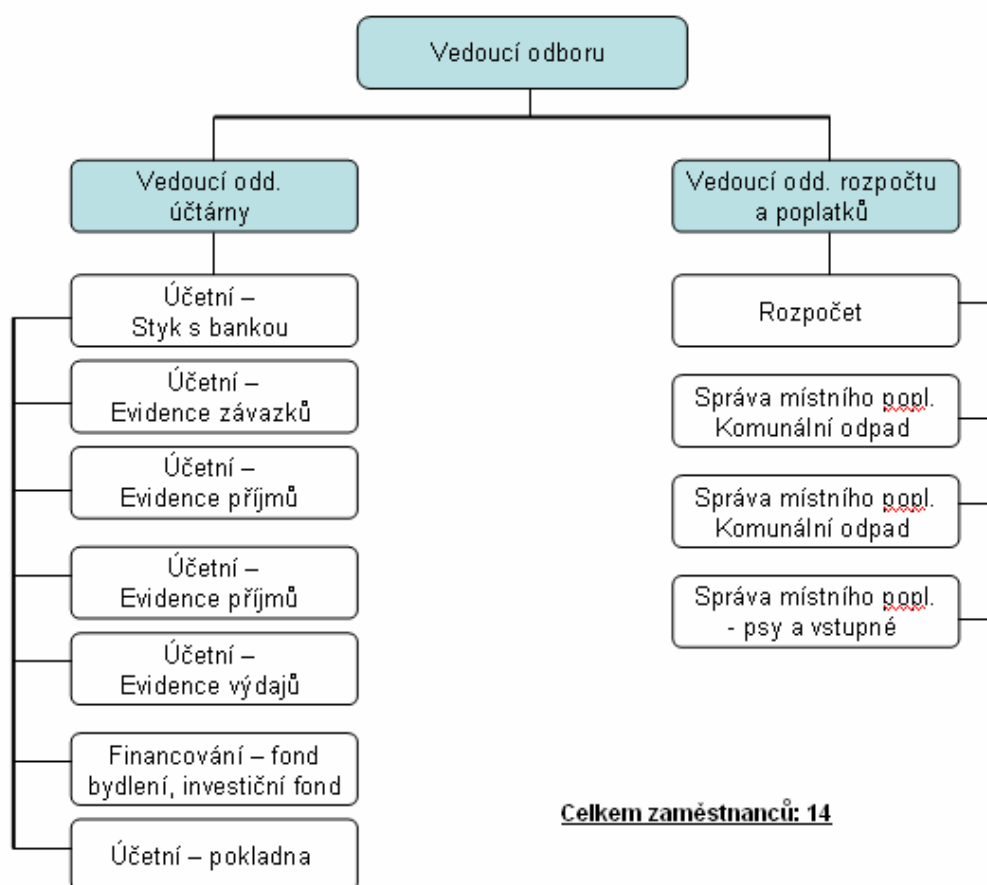 Vedoucí odboru
Vedoucí odd.
účtárny
Účetní –
Styk s bankou
Účetní –
Evidence závazků
Účetní –
Evidence příjmů
Účetní –
Evidence příjmů
Účetní –
Evidence výdajů
Financování – fond
bydlení, investiční fond
Účetní – pokladna
Vedoucí odd. rozpočtu
a poplatků
Rozpočet
Správa místního popl.
Komunální odpad
Správa místního popl.
Komunální odpad
Správa místního popl.
- psy a vstupné
Celkem zaměstnanců: 14